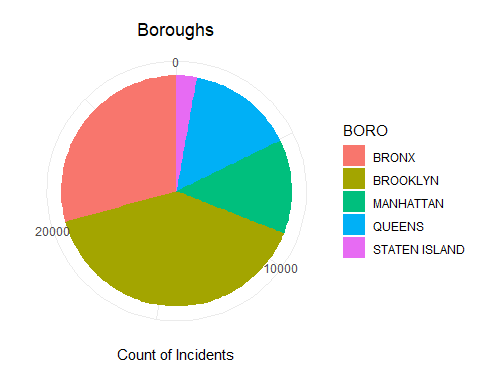 Boroughs
0
20000
10000
Count of Incidents
BORO
BRONX
BROOKLYN
MANHATTAN
QUEENS
STATEN ISLAND